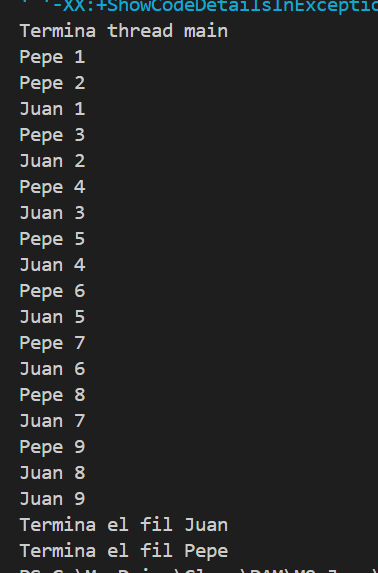 '-XX:+ShowCodeDetailsInExceptio
Termina thread main
Pepe 1
Pepe 2
Juan 1
Pepe 3
Juan 2
Pepe 4
Juan 3
Pepe 5
Juan 4
Pepe 6
Juan 5
Pepe 7
Juan 6
Pepe 8
Juan 7
Pepe 9
Juan 8
Juan 9
Termina el fil Juan
Termina el fil Pepe